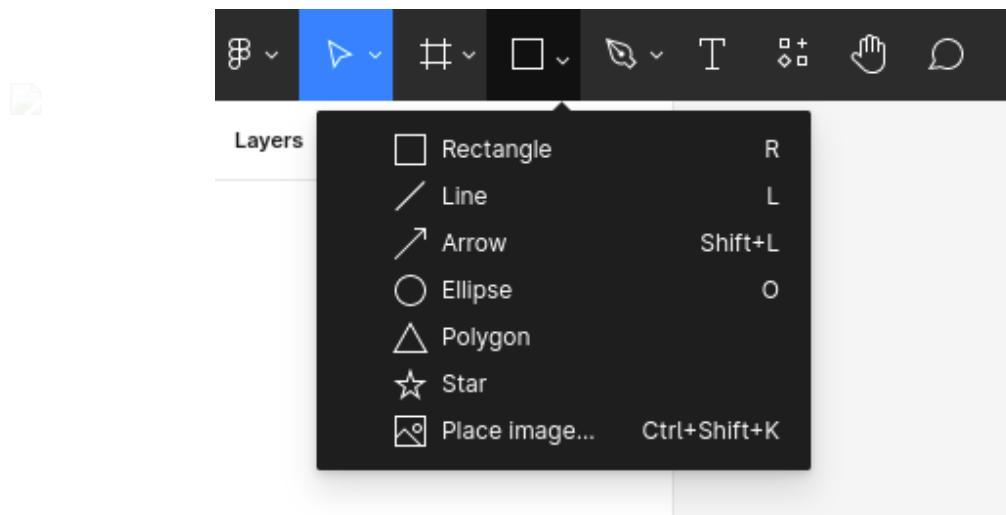 Layers
Rectangle R
Line L
Arrow Shift+L
Ellipse O
Polygon
Star
Place image... Ctrl+Shift+K